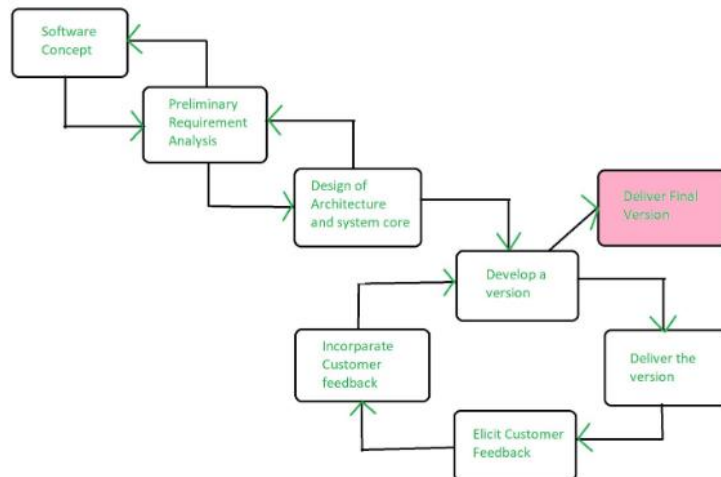 Software
Concept
Preliminary
Requirement
Analysis
Design of
Architecture
and system core
Deliver Final
Version
Develop a
version
Incorparate
Customer
feedback
Deliver the
version
Elicit Customer
Feedback